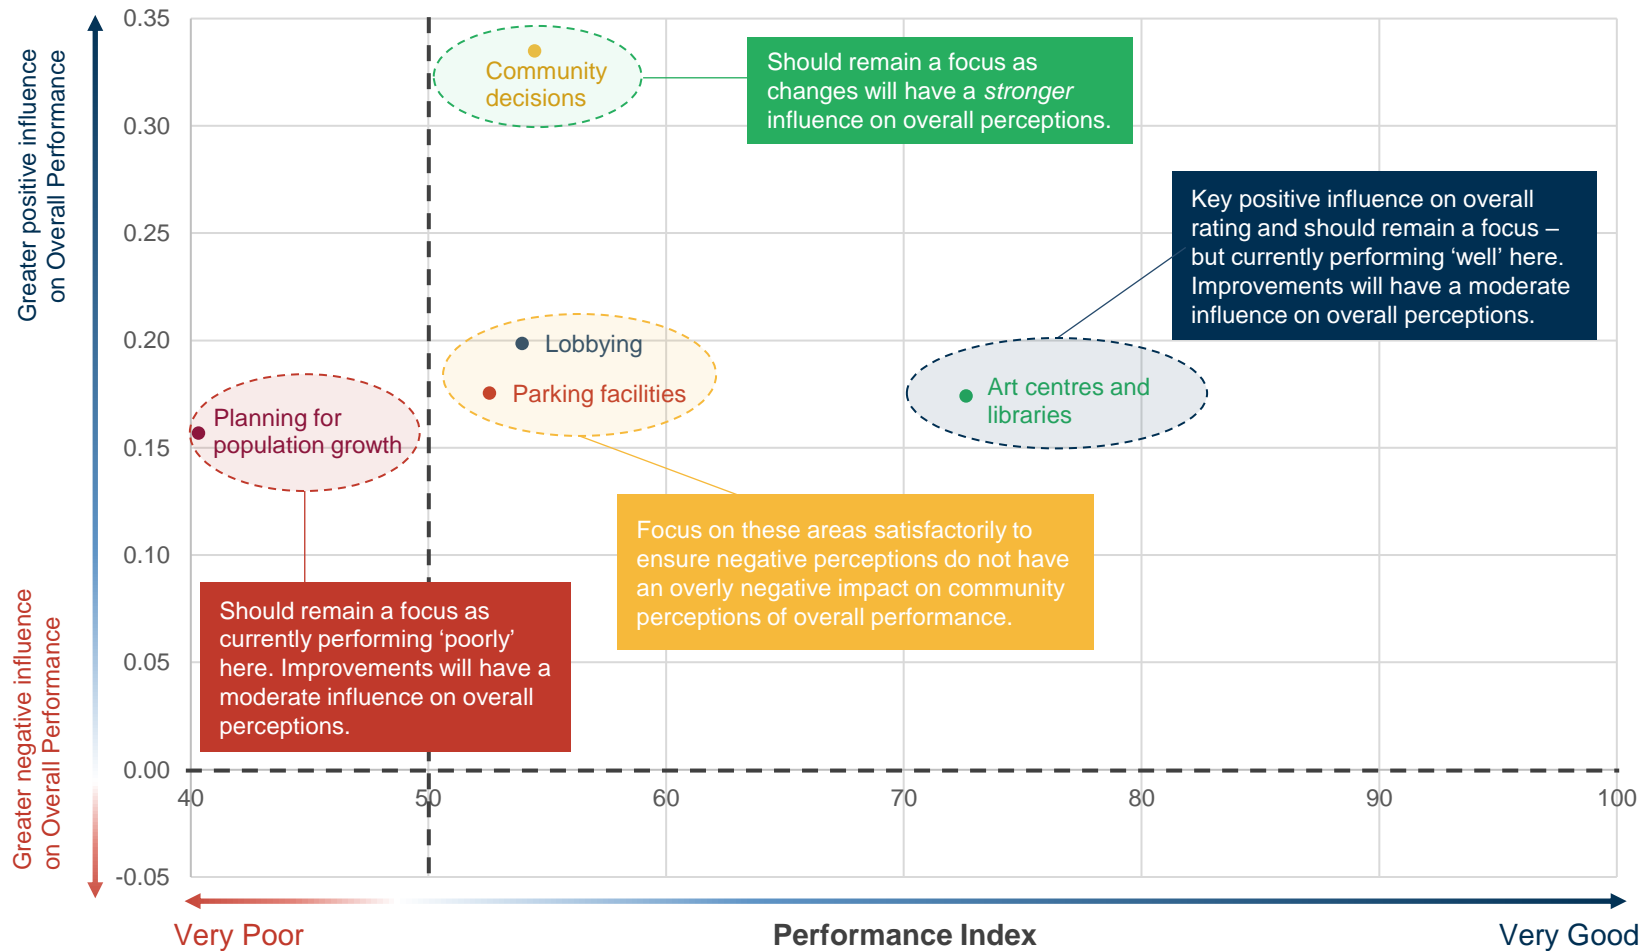 Greater positive influence
on Overall Performance
Greater negative influence
on Overall Performance
0.35
0.30
0.25
0.20
0.15
0.10
0.05
0.00
-0.05
Community
decisions
Should remain a focus as
changes will have a stronger
influence on overall perceptions.
Key positive influence on overall
rating and should remain a focus –
but currently performing ‘well’ here.
Improvements will have a moderate
influence on overall perceptions.
Lobbying
Parking facilities
Art centres and
libraries
Planning for
population growth
Focus on these areas satisfactorily to
ensure negative perceptions do not have
an overly negative impact on community
perceptions of overall performance.
Should remain a focus as
currently performing ‘poorly’
here. Improvements will have a
moderate influence on overall
perceptions.
40 50 60 70 80 90 100
Very Poor Performance Index Very Good